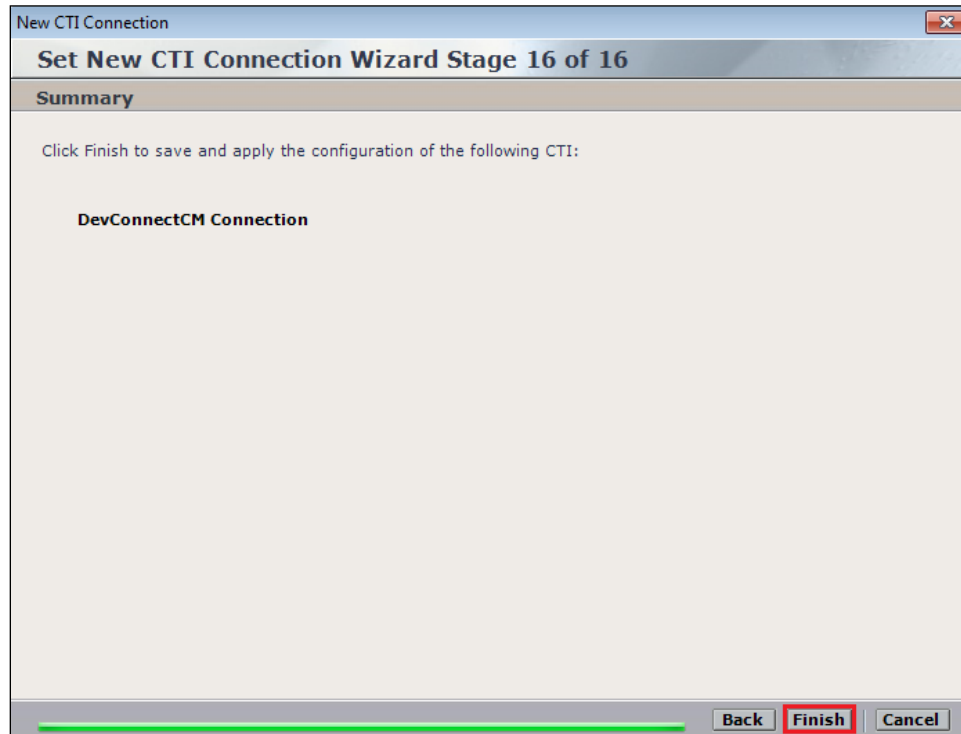 New CTI Connection
Set New CTI Connection Wizard Stage 16 of 16
Summary
Click Finish to save and apply the configuration of the following CTI:
DevConnectCM Connection
Back Finish Cancel